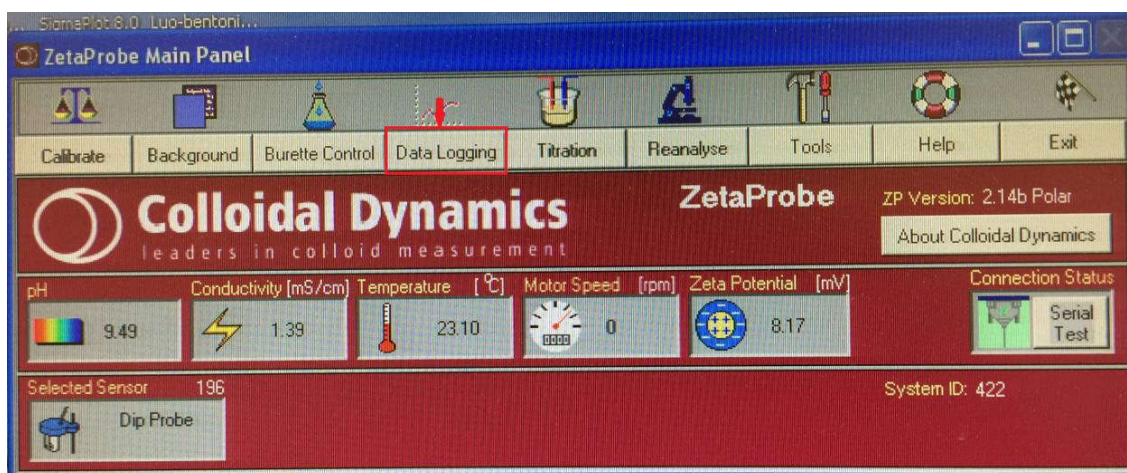 SigmaPlot 8.0 Luo-bentoni...
ZetaProbe Main Panel
Calibrate Background Burette Control Data Logging Titration Reanalyse Tools Help Exit
Colloidal Dynamics
leaders in colloid measurement
ZetaProbe
ZP Version: 2.14b Polar
About Colloidal Dynamics
pH Conductivity [mS/cm] Temperature [°C] Motor Speed [rpm] Zeta Potential [mV] Connection Status
9.49 1.39 23.10 0 8.17 Serial
Test
Selected Sensor 196 System ID: 422
Dip Probe